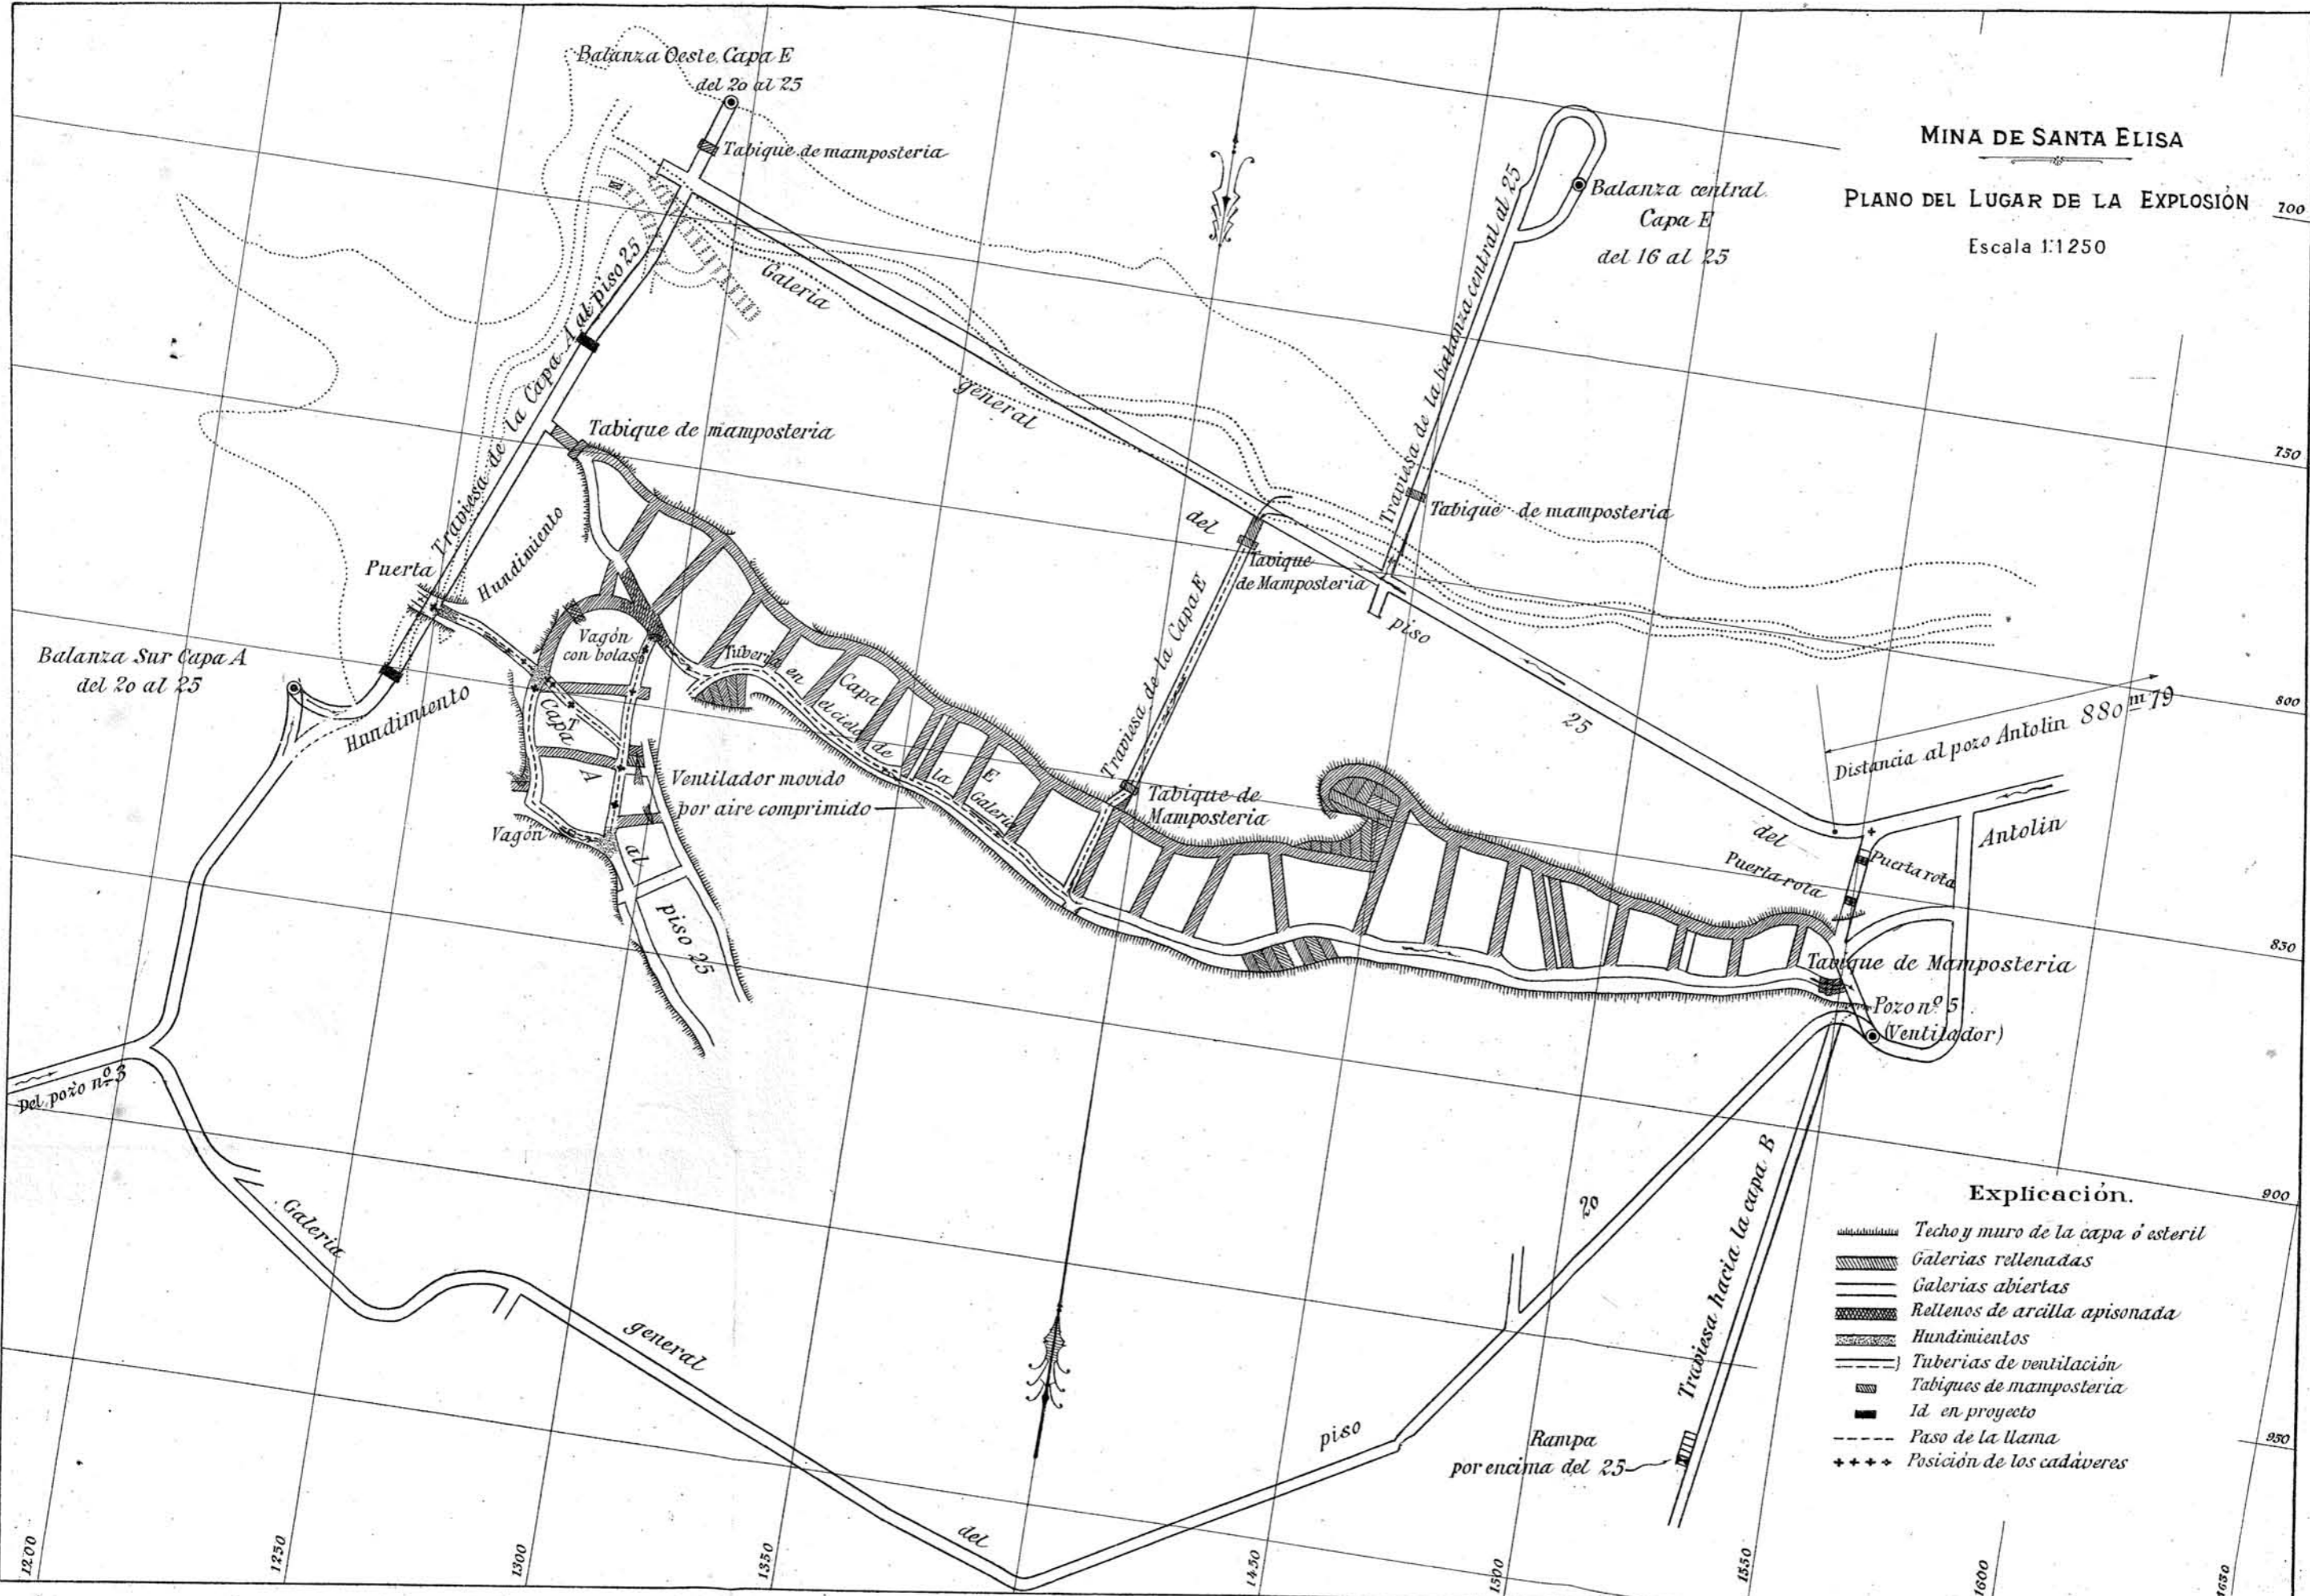 MINA DE SANTA ELISA
PLANO DEL LUGAR DE LA EXPLOSIÓN
Escala 1:1250
Balanza Oeste Capa E
del 20 al 25
Tabique de mamposteria
Balanza central
Capa E
del 16 al 25
Traviesa de la balanza central al 25
Galeria
general
del
piso
25
Traviesa de la Capa A al piso 25
Tabique de mamposteria
Tabique de mamposteria
Tabique
de Mamposteria
Traviesa de la Capa E
Puerta
Hundimiento
Hundimiento
Balanza Sur Capa A
del 20 al 25
Vagón
con bolas
Tuberia en
el cielo de
la
Galeria
Capa
E
Capa
A
al
piso 25
Ventilador movido
por aire comprimido
Vagón
Tabique de
Mamposteria
Distancia al pozo Antolin 880m79
del
Antolin
Puerta rota
Puerta rota
Tabique de Mamposteria
Pozo nº 5
(Ventilador)
Del pozo nº 3
Galeria
general
del
piso
20
Traviesa hacia la capa B
Rampa
por encima del 25
Explicación.
Techo y muro de la capa ó esteril
Galerias rellenadas
Galerias abiertas
Rellenos de arcilla apisonada
Hundimientos
Tuberias de ventilación
Tabiques de mamposteria
Id en proyecto
Paso de la llama
Posición de los cadáveres
700
750
800
850
900
950
1200
1250
1300
1350
1450
1500
1550
1600
1650